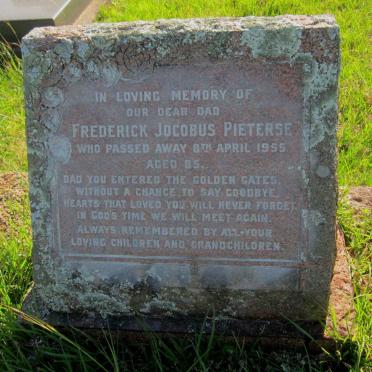 IN LOVING MEMORY OF
OUR DEAR DAD
FREDERICK JOCOBUS PIETERSE
WHO PASSED AWAY 8TH APRIL 1955
AGED 85.
DAD YOU ENTERED THE GOLDEN GATES,
WITHOUT A CHANCE TO SAY GOODBYE,
HEARTS THAT LOVED YOU WILL NEVER FORGET
IN GOD'S TIME WE WILL MEET AGAIN.
ALWAYS REMEMBERED BY ALL YOUR
LOVING CHILDREN AND GRANDCHILDREN.